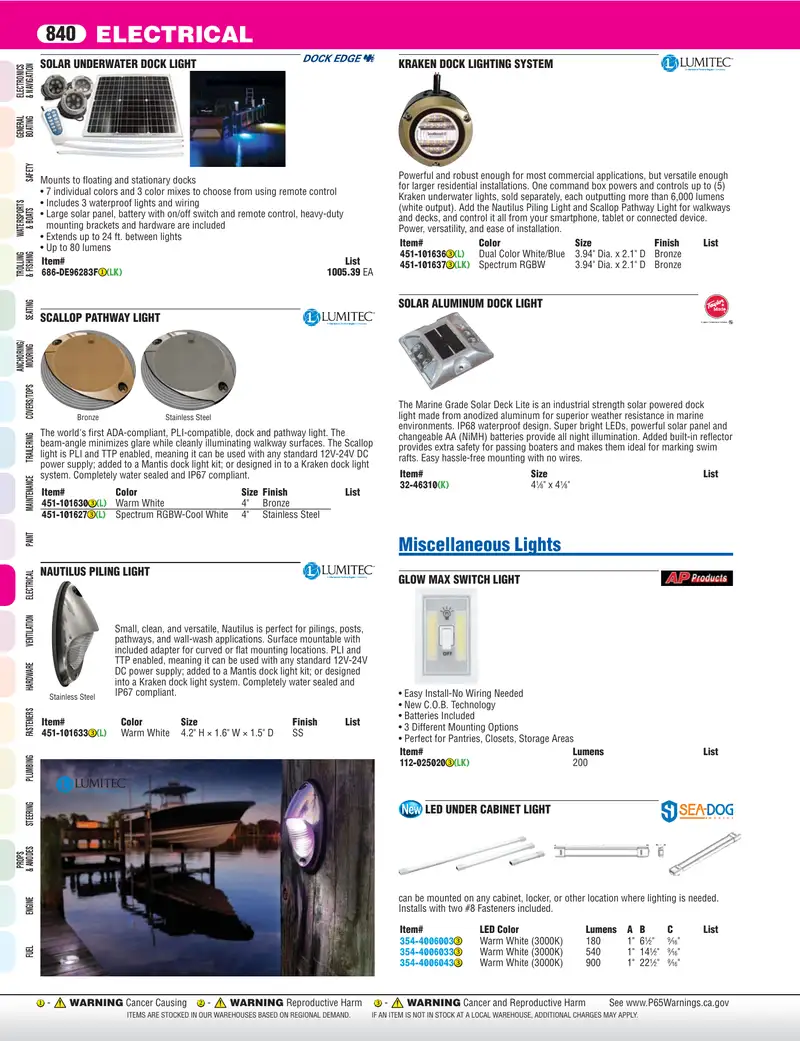 840 ELECTRICAL
ELECTRONICS & NAVIGATION
GENERAL BOATING
SAFETY
WATERSPORTS & BOATS
TROLLING & FISHING
SEATING
ANCHORING/ MOORING
COVERS/TOPS
TRAILERING
MAINTENANCE
PAINT
ELECTRICAL
VENTILATION
HARDWARE
FASTENERS
PLUMBING
STEERING
PROPS & ANODES
ENGINE
FUEL
SOLAR UNDERWATER DOCK LIGHT
DOCK EDGE
Mounts to floating and stationary docks
• 7 individual colors and 3 color mixes to choose from using remote control
• Includes 3 waterproof lights and wiring
• Large solar panel, battery with on/off switch and remote control, heavy-duty
mounting brackets and hardware are included
• Extends up to 24 ft. between lights
• Up to 80 lumens
Item# List
686-DE96283F 3 (LK) 1005.39 EA
SCALLOP PATHWAY LIGHT
LUMITEC
Bronze Stainless Steel
The world's first ADA-compliant, PLI-compatible, dock and pathway light. The
beam-angle minimizes glare while cleanly illuminating walkway surfaces. The Scallop
light is PLI and TTP enabled, meaning it can be used with any standard 12V-24V DC
power supply; added to a Mantis dock light kit; or designed in to a Kraken dock light
system. Completely water sealed and IP67 compliant.
Item# Color Size Finish List
451-101630 3 (L) Warm White 4" Bronze
451-101627 3 (L) Spectrum RGBW-Cool White 4" Stainless Steel
NAUTILUS PILING LIGHT
LUMITEC
Small, clean, and versatile, Nautilus is perfect for pilings, posts,
pathways, and wall-wash applications. Surface mountable with
included adapter for curved or flat mounting locations. PLI and
TTP enabled, meaning it can be used with any standard 12V-24V
DC power supply; added to a Mantis dock light kit; or designed
into a Kraken dock light system. Completely water sealed and
IP67 compliant.
Stainless Steel
Item# Color Size Finish List
451-101633 3 (L) Warm White 4.2" H × 1.6" W × 1.5" D SS
LUMITEC
KRAKEN DOCK LIGHTING SYSTEM
LUMITEC
Powerful and robust enough for most commercial applications, but versatile enough
for larger residential installations. One command box powers and controls up to (5)
Kraken underwater lights, sold separately, each outputting more than 6,000 lumens
(white output). Add the Nautilus Piling Light and Scallop Pathway Light for walkways
and decks, and control it all from your smartphone, tablet or connected device.
Power, versatility, and ease of installation.
Item# Color Size Finish List
451-101636 3 (L) Dual Color White/Blue 3.94" Dia. x 2.1" D Bronze
451-101637 3 (LK) Spectrum RGBW 3.94" Dia. x 2.1" D Bronze
SOLAR ALUMINUM DOCK LIGHT
Taylor Made
The Marine Grade Solar Deck Lite is an industrial strength solar powered dock
light made from anodized aluminum for superior weather resistance in marine
environments. IP68 waterproof design. Super bright LEDs, powerful solar panel and
changeable AA (NiMH) batteries provide all night illumination. Added built-in reflector
provides extra safety for passing boaters and makes them ideal for marking swim
rafts. Easy hassle-free mounting with no wires.
Item# Size List
32-46310(K) 4⅛" x 4⅛"
Miscellaneous Lights
GLOW MAX SWITCH LIGHT
AP Products
OFF
• Easy Install-No Wiring Needed
• New C.O.B. Technology
• Batteries Included
• 3 Different Mounting Options
• Perfect for Pantries, Closets, Storage Areas
Item# Lumens List
112-025020 3 (LK) 200
New LED UNDER CABINET LIGHT
SEA-DOG
can be mounted on any cabinet, locker, or other location where lighting is needed.
Installs with two #8 Fasteners included.
Item# LED Color Lumens A B C List
354-4006003 3 Warm White (3000K) 180 1" 6½"
354-4006033 3 Warm White (3000K) 540 1" 14½"
354-4006043 3 Warm White (3000K) 900 1" 22½"
1 - WARNING Cancer Causing 2 - WARNING Reproductive Harm 3 - WARNING Cancer and Reproductive Harm See www.P65Warnings.ca.gov
ITEMS ARE STOCKED IN OUR WAREHOUSES BASED ON REGIONAL DEMAND. IF AN ITEM IS NOT IN STOCK AT A LOCAL WAREHOUSE, ADDITIONAL CHARGES MAY APPLY.